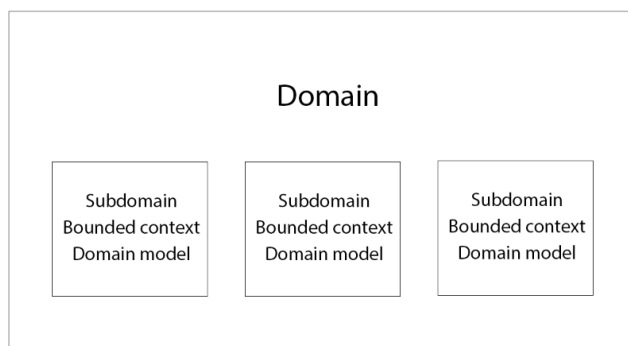 Domain
Subdomain
Bounded context
Domain model
Subdomain
Bounded context
Domain model
Subdomain
Bounded context
Domain model